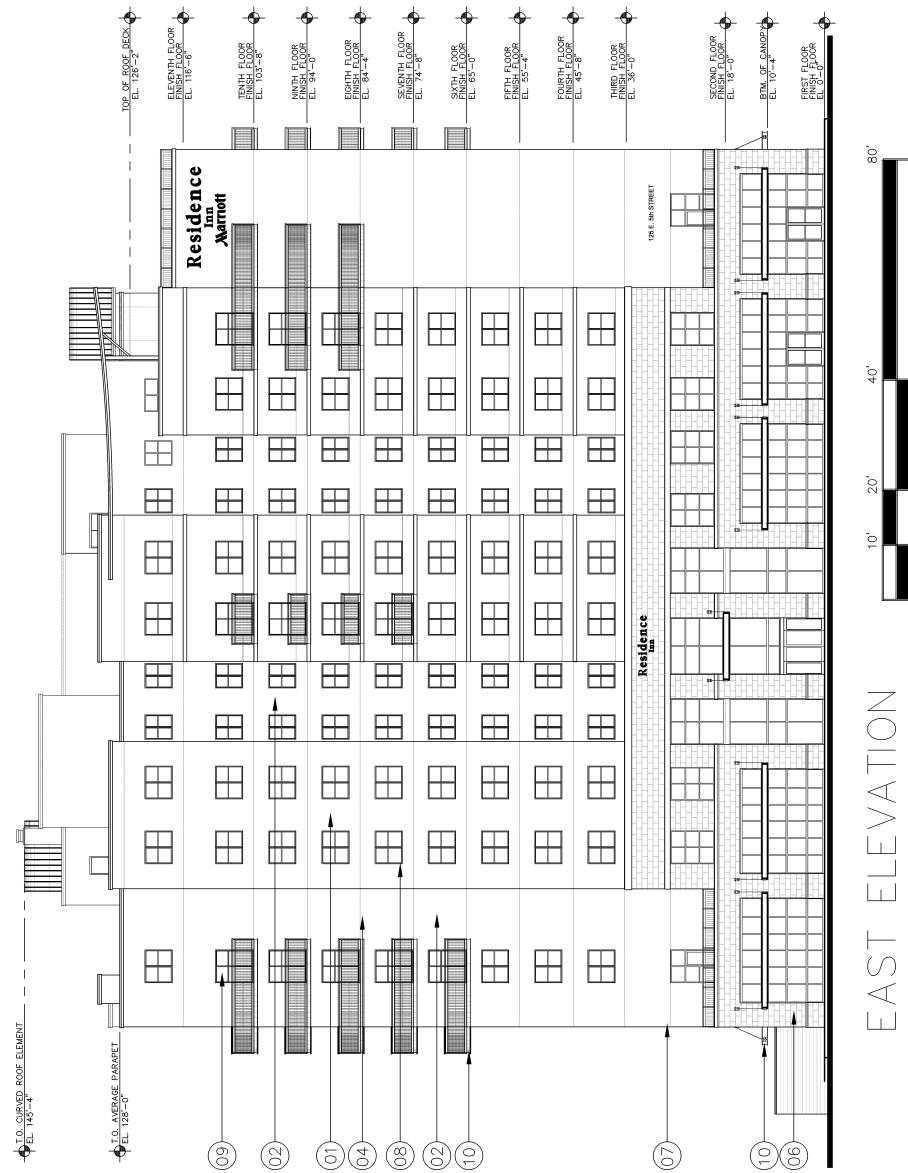 T.O. CURVED ROOF ELEMENT
EL. 145'-4"
T.O. AVERAGE PARAPET
EL. 128'-0"
TOP OF ROOF DECK
EL. 126'-2"
ELEVENTH FLOOR
FINISH FLOOR
EL. 116'-6"
TENTH FLOOR
FINISH FLOOR
EL. 103'-8"
NINTH FLOOR
FINISH FLOOR
EL. 94'-0"
EIGHTH FLOOR
FINISH FLOOR
EL. 84'-4"
SEVENTH FLOOR
FINISH FLOOR
EL. 74'-8"
SIXTH FLOOR
FINISH FLOOR
EL. 65'-0"
FIFTH FLOOR
FINISH FLOOR
EL. 55'-4"
FOURTH FLOOR
FINISH FLOOR
EL. 45'-8"
THIRD FLOOR
FINISH FLOOR
EL. 36'-0"
SECOND FLOOR
FINISH FLOOR
EL. 18'-0"
BTM. OF CANOPY
EL. 10'-4"
FIRST FLOOR
FINISH FLOOR
EL. 0'-0"
Residence
Inn
Marriott
125 E. 5th STREET
Residence
Inn
09
02
01
04
08
02
10
07
10
06
EAST ELEVATION
10'
20'
40'
80'